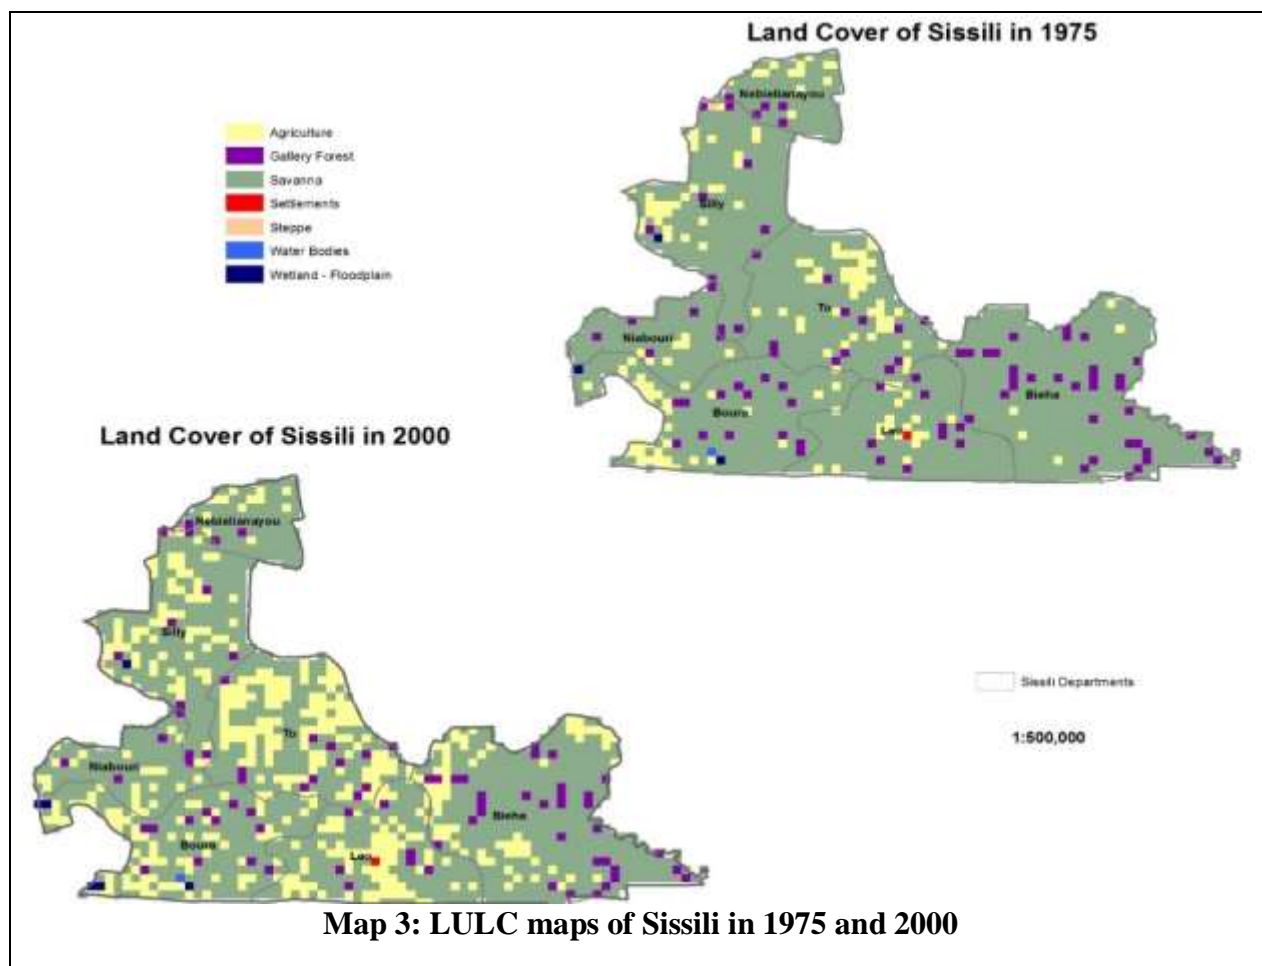 Land Cover of Sissili in 1975
Nebielianayou
Agriculture
Gallery Forest
Savanna
Settlements
Steppe
Water Bodies
Wetland - Floodplain
Silly
To
Niabouri
Bieha
Boura
Leo
Land Cover of Sissili in 2000
Nebielianayou
Silly
Sissili Departments
To
1:500,000
Niabouri
Bieha
Boura
Leo
Map 3: LULC maps of Sissili in 1975 and 2000